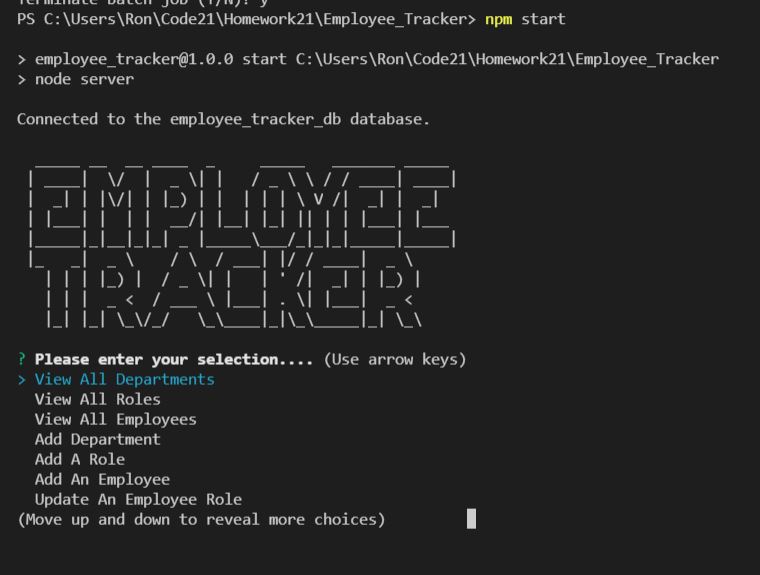 Terminate batch job (Y/N)? y
PS C:\Users\Ron\Code21\Homework21\Employee_Tracker> npm start
> employee_tracker@1.0.0 start C:\Users\Ron\Code21\Homework21\Employee_Tracker
> node server
Connected to the employee_tracker_db database.
EMPLOYEE
TRACKER
? Please enter your selection.... (Use arrow keys)
> View All Departments
View All Roles
View All Employees
Add Department
Add A Role
Add An Employee
Update An Employee Role
(Move up and down to reveal more choices)